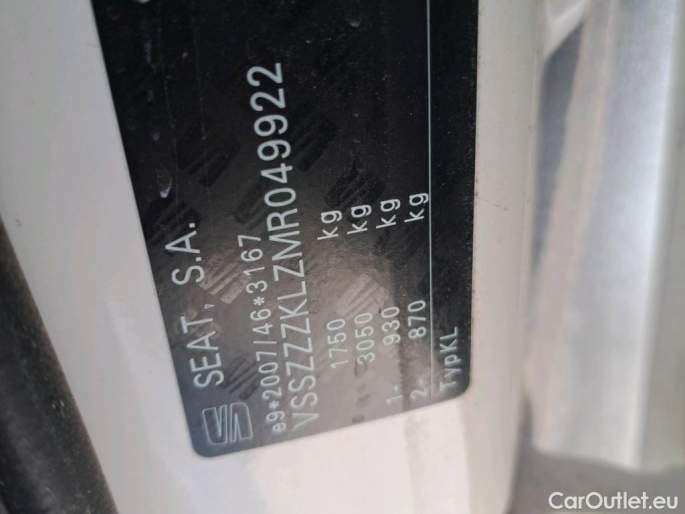 SEAT, S.A.
e9*2007/46*3167
VSSZZZKLZMR049922
1750 kg
3050 kg
1- 930 kg
2- 870 kg
TypKL
CarOutlet.eu